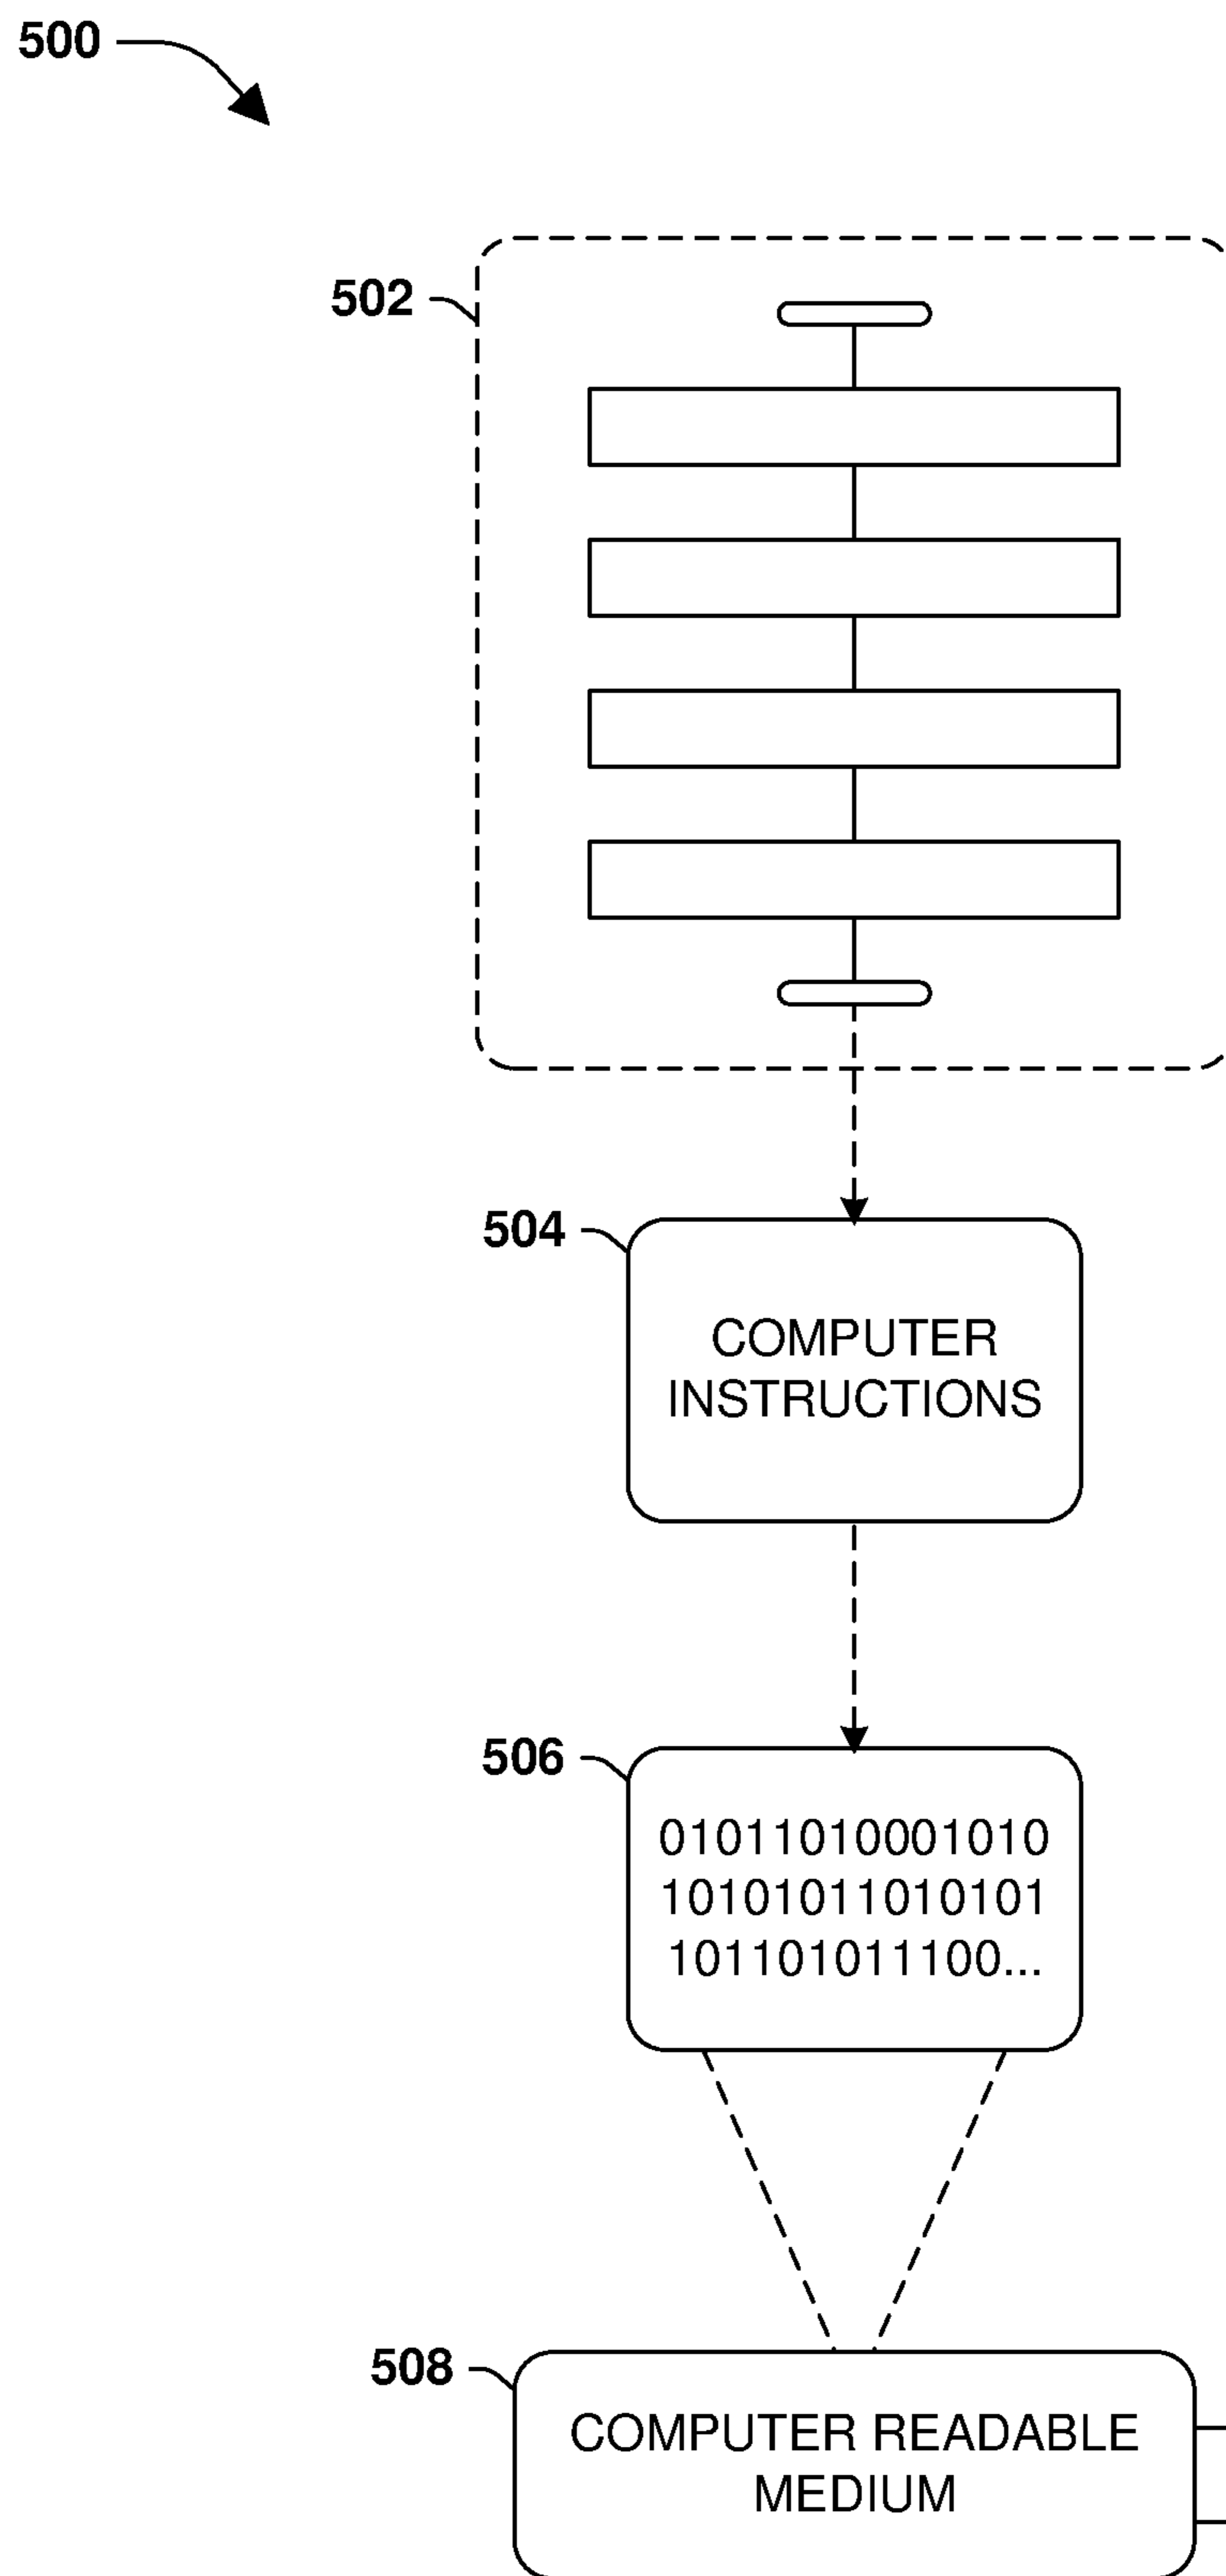 500
502
504
COMPUTER
INSTRUCTIONS
506
01011010001010
10101011010101
101101011100...
508
COMPUTER READABLE
MEDIUM